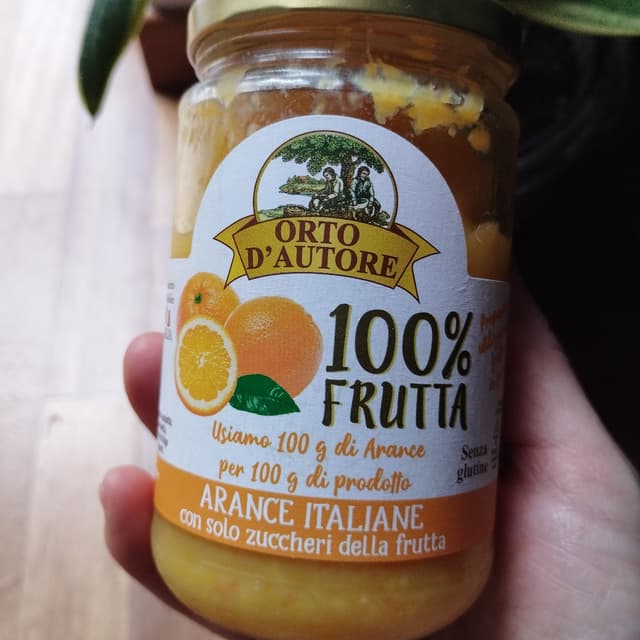 ORTO
D'AUTORE
100%
FRUTTA
Usiamo 100 g di Arance
per 100 g di prodotto
Senza
glutine
ARANCE ITALIANE
con solo zuccheri della frutta